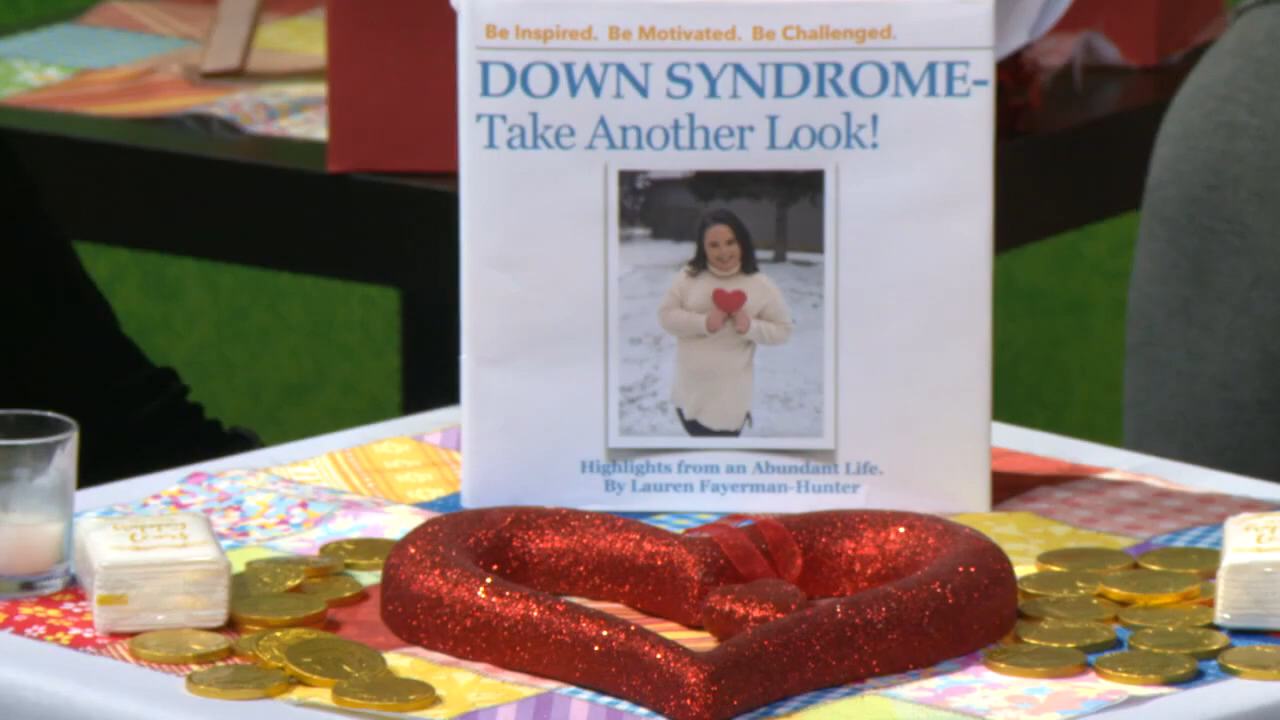 Be Inspired. Be Motivated. Be Challenged.
DOWN SYNDROME-
Take Another Look!
Highlights from an Abundant Life.
By Lauren Fayerman-Hunter